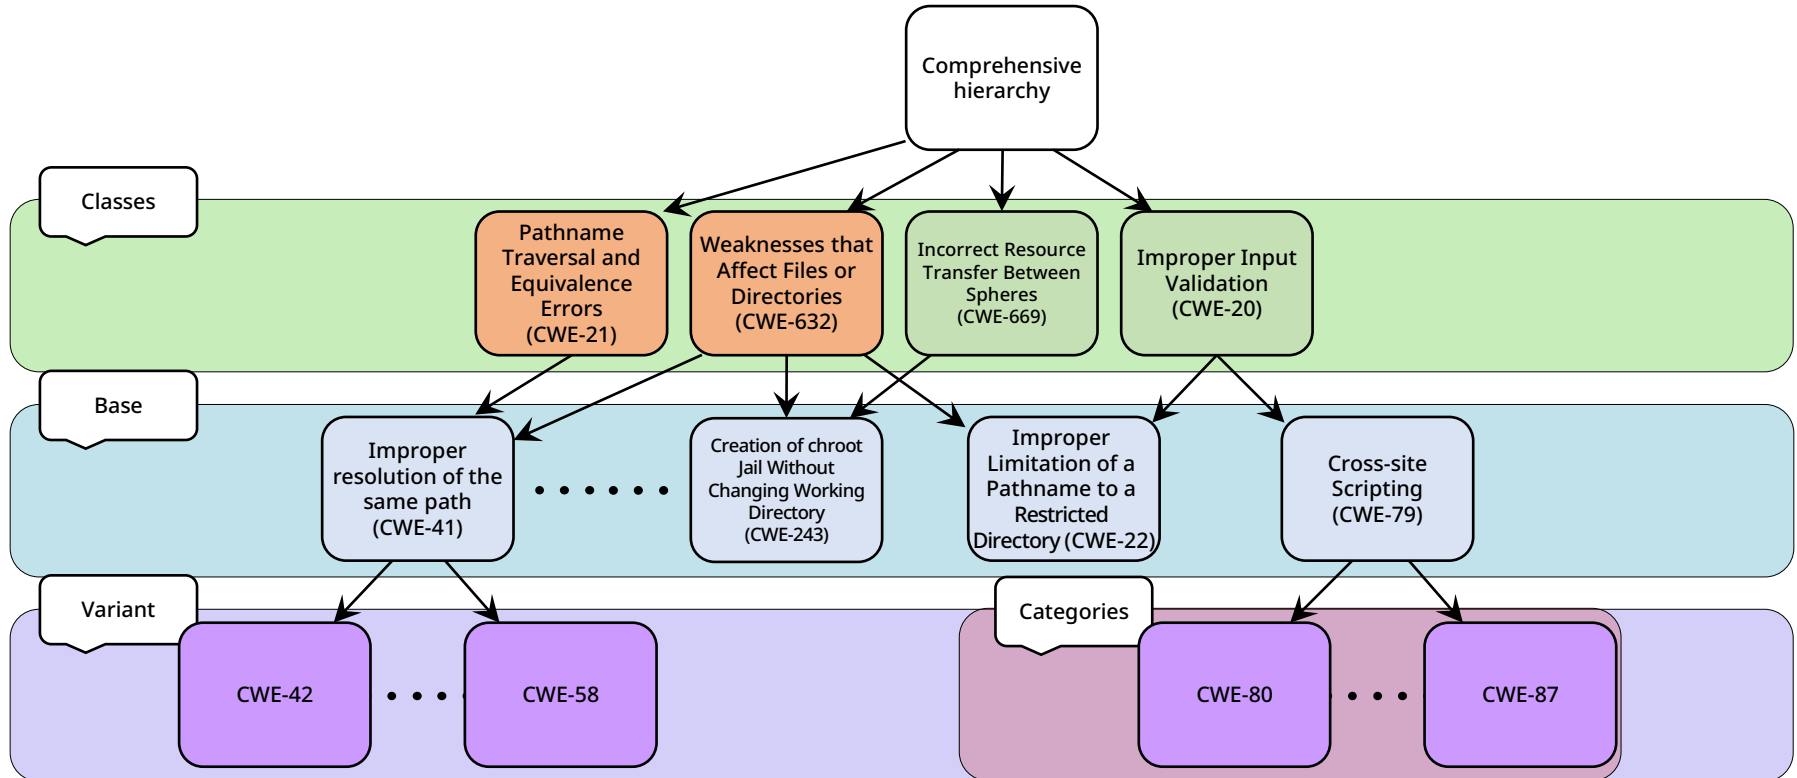 Comprehensive
hierarchy
Classes
Pathname
Traversal and
Equivalence
Errors
(CWE-21)
Weaknesses that
Affect Files or
Directories
(CWE-632)
Incorrect Resource
Transfer Between
Spheres
(CWE-669)
Improper Input
Validation
(CWE-20)
Base
Improper
resolution of the
same path
(CWE-41)
Creation of chroot
Jail Without
Changing Working
Directory
(CWE-243)
Improper
Limitation of a
Pathname to a
Restricted
Directory (CWE-22)
Cross-site
Scripting
(CWE-79)
Variant
Categories
CWE-42
CWE-58
CWE-80
CWE-87